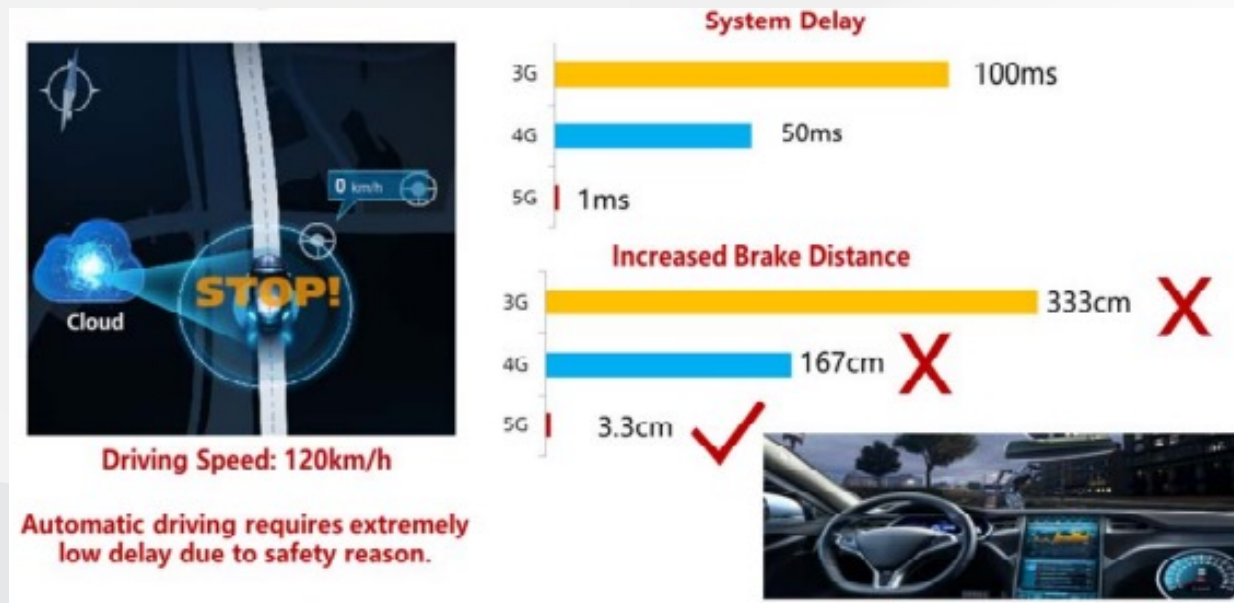 System Delay
3G
100ms
4G
50ms
5G
1ms
0 km/h
STOP!
Cloud
Driving Speed: 120km/h
Automatic driving requires extremely
low delay due to safety reason.
Increased Brake Distance
3G
333cm
X
4G
167cm
X
5G
3.3cm